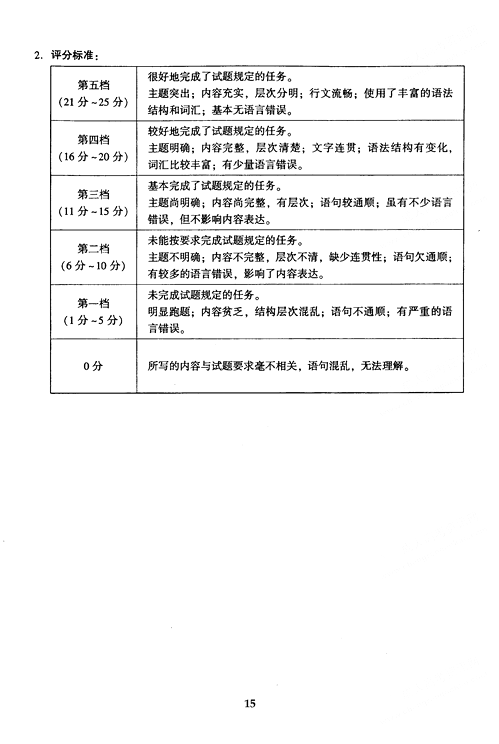 2. 评分标准：
第五档
（21分~25分）
很好地完成了试题规定的任务。
主题突出；内容充实，层次分明；行文流畅；使用了丰富的语法
结构和词汇；基本无语言错误。
第四档
（16分~20分）
较好地完成了试题规定的任务。
主题明确；内容完整，层次清楚；文字连贯；语法结构有变化，
词汇比较丰富；有少量语言错误。
第三档
（11分~15分）
基本完成了试题规定的任务。
主题尚明确；内容尚完整，有层次；语句较通顺；虽有不少语言
错误，但不影响内容表达。
第二档
（6分~10分）
未能按要求完成试题规定的任务。
主题不明确；内容不完整，层次不清，缺少连贯性；语句欠通顺；
有较多的语言错误，影响了内容表达。
第一档
（1分~5分）
未完成试题规定的任务。
明显跑题；内容贫乏，结构层次混乱；语句不通顺；有严重的语
言错误。
0分
所写的内容与试题要求毫不相关，语句混乱，无法理解。
15